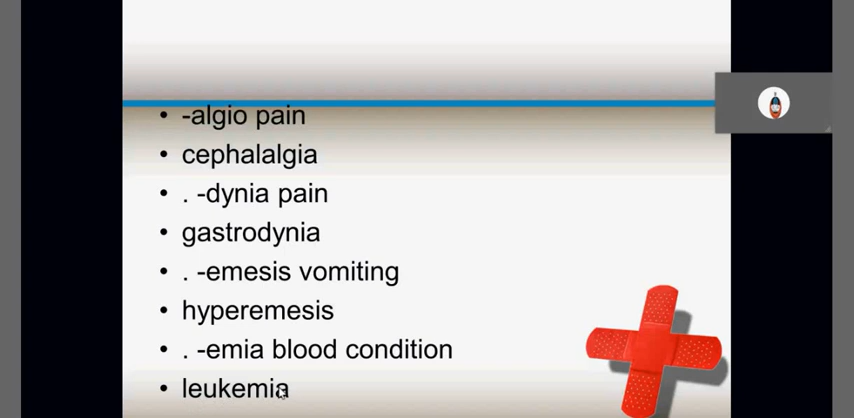 • -algio pain
• cephalalgia
• . -dynia pain
• gastrodynia
• . -emesis vomiting
• hyperemesis
• . -emia blood condition
• leukemia